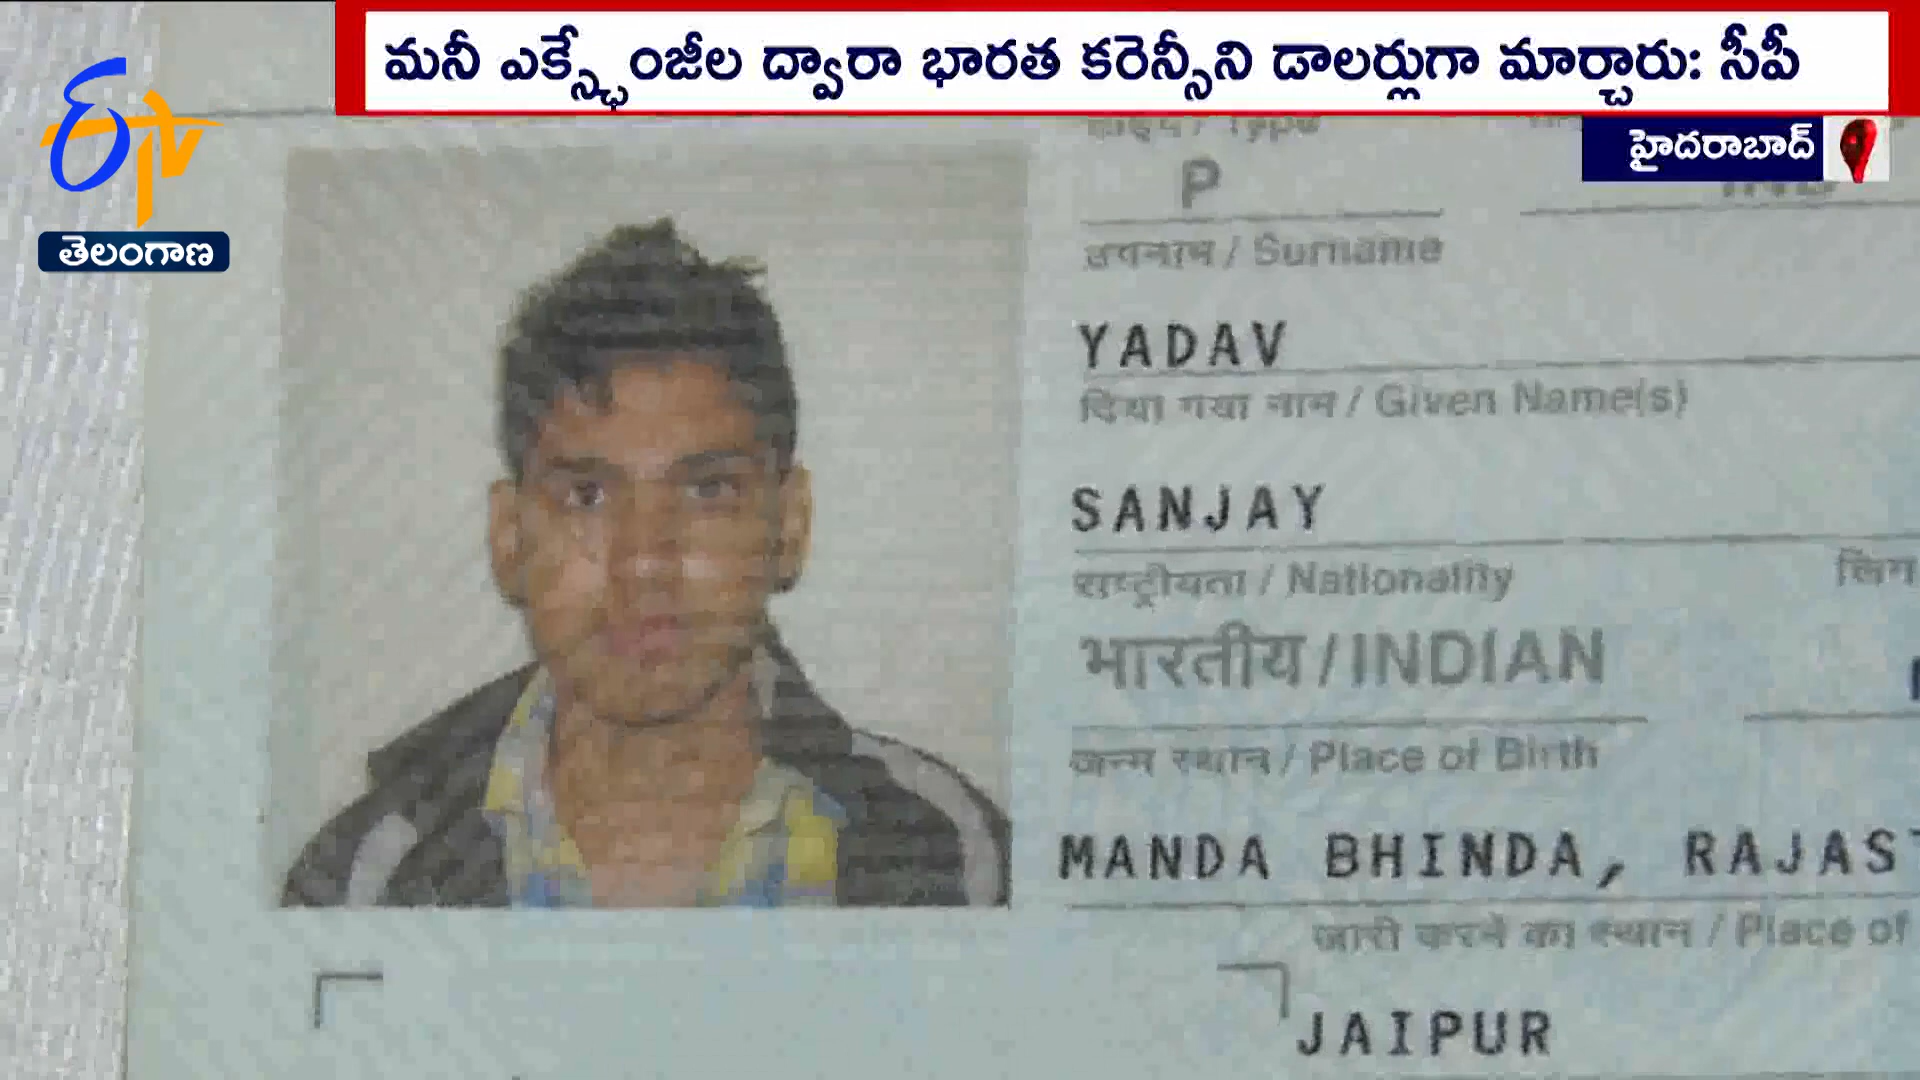 మనీ ఎక్స్ఛేంజీల ద్వారా భారత కరెన్సీని డాలర్లుగా మార్చారు: సీపీ
హైదరాబాద్
ETV
తెలంగాణ
Type
P
उपनाम / Surname
YADAV
दिया गया नाम / Given Name(s)
SANJAY
राष्ट्रीयता / Nationality
लिंग
भारतीय / INDIAN
जन्म स्थान / Place of Birth
MANDA BHINDA, RAJAS
जारी करने का स्थान / Place of
JAIPUR